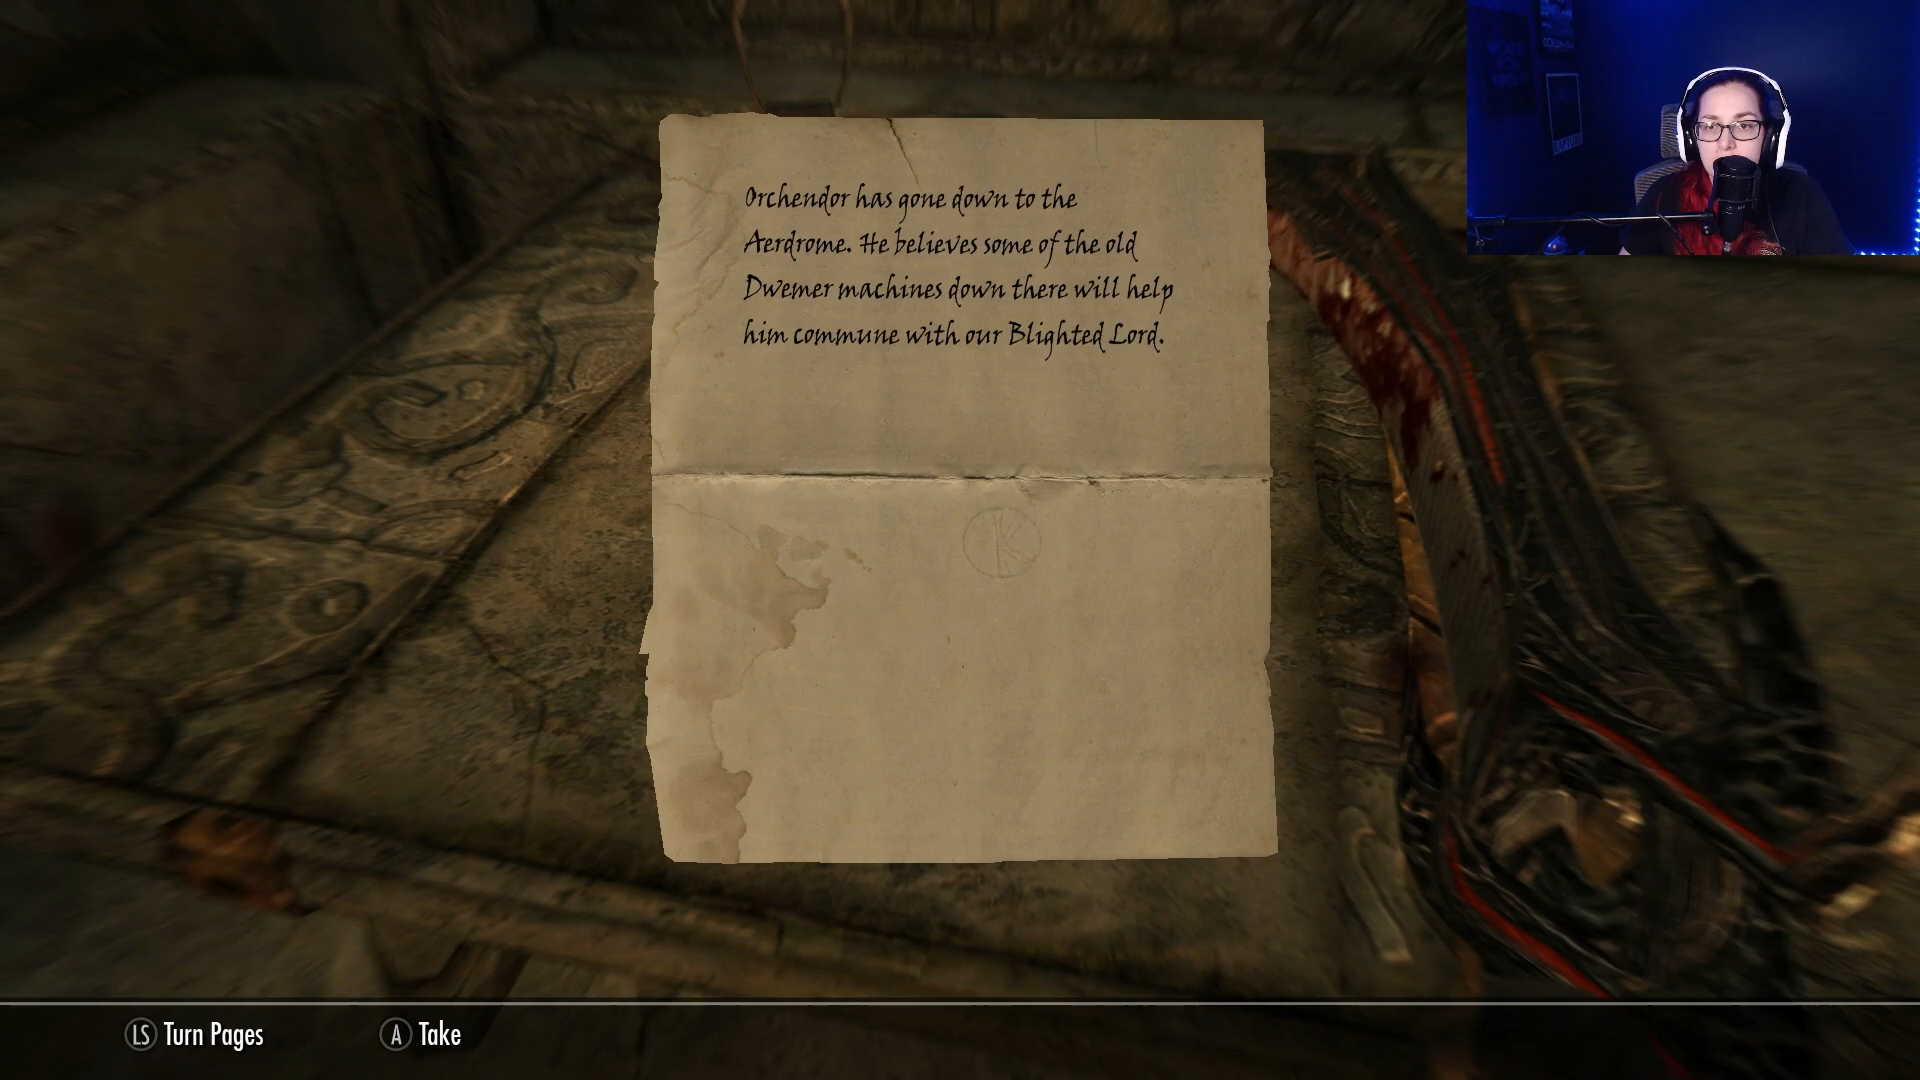 Orchendor has gone down to the
Aerdrome. He believes some of the old
Dwemer machines down there will help
him commune with our Blighted Lord.
K
LS Turn Pages
A Take
RAPTURE